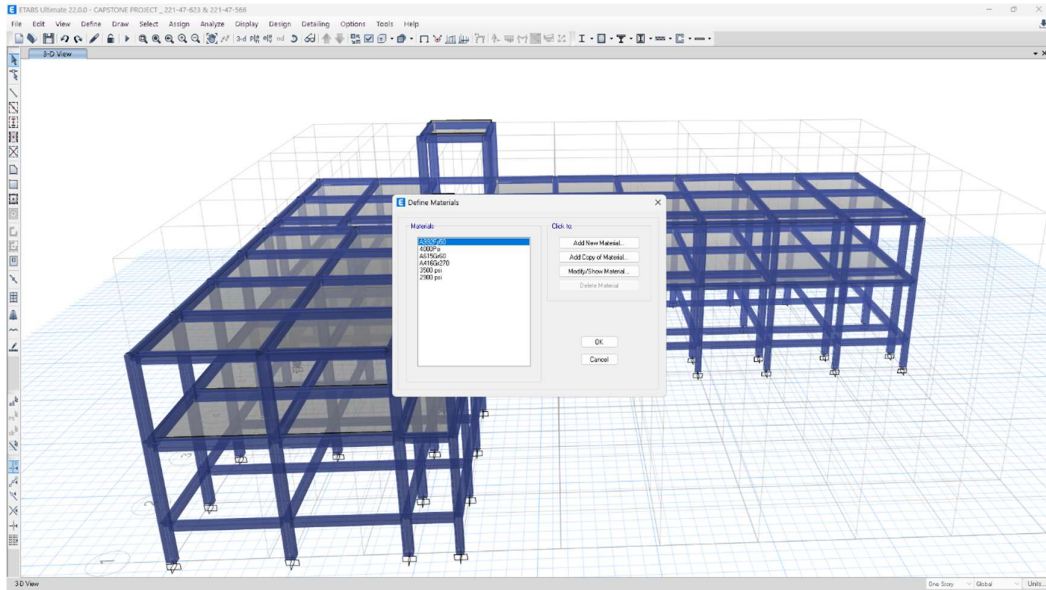 ETABS Ultimate 22.0.0 - CAPSTONE PROJECT _ 221-47-623 & 221-47-566
File Edit View Define Draw Select Assign Analyze Display Design Detailing Options Tools Help
3-d
3-D View
Define Materials
Materials
Click to:
A992Fy50
4000Psi
A615Gr60
A416Gr270
3500 psi
2900 psi
Add New Material...
Add Copy of Material...
Modify/Show Material...
Delete Material
OK
Cancel
3-D View
One Story
Global
Units...